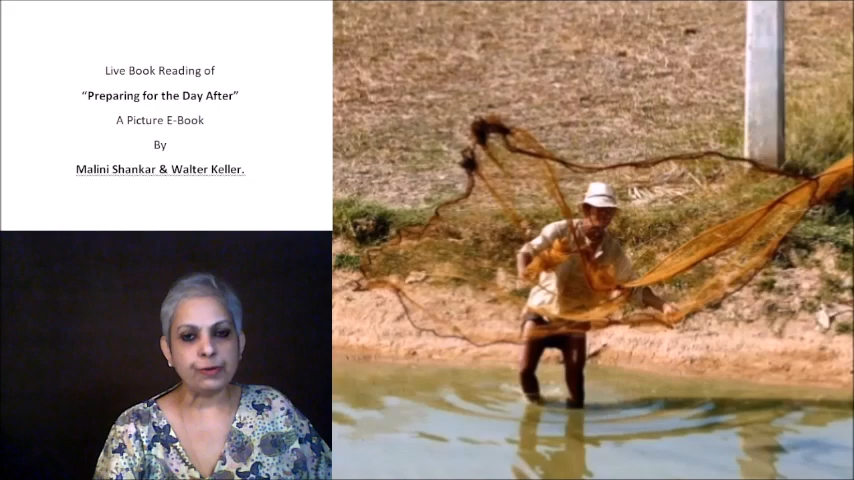 Live Book Reading of
“Preparing for the Day After”
A Picture E-Book
By
Malini Shankar & Walter Keller.